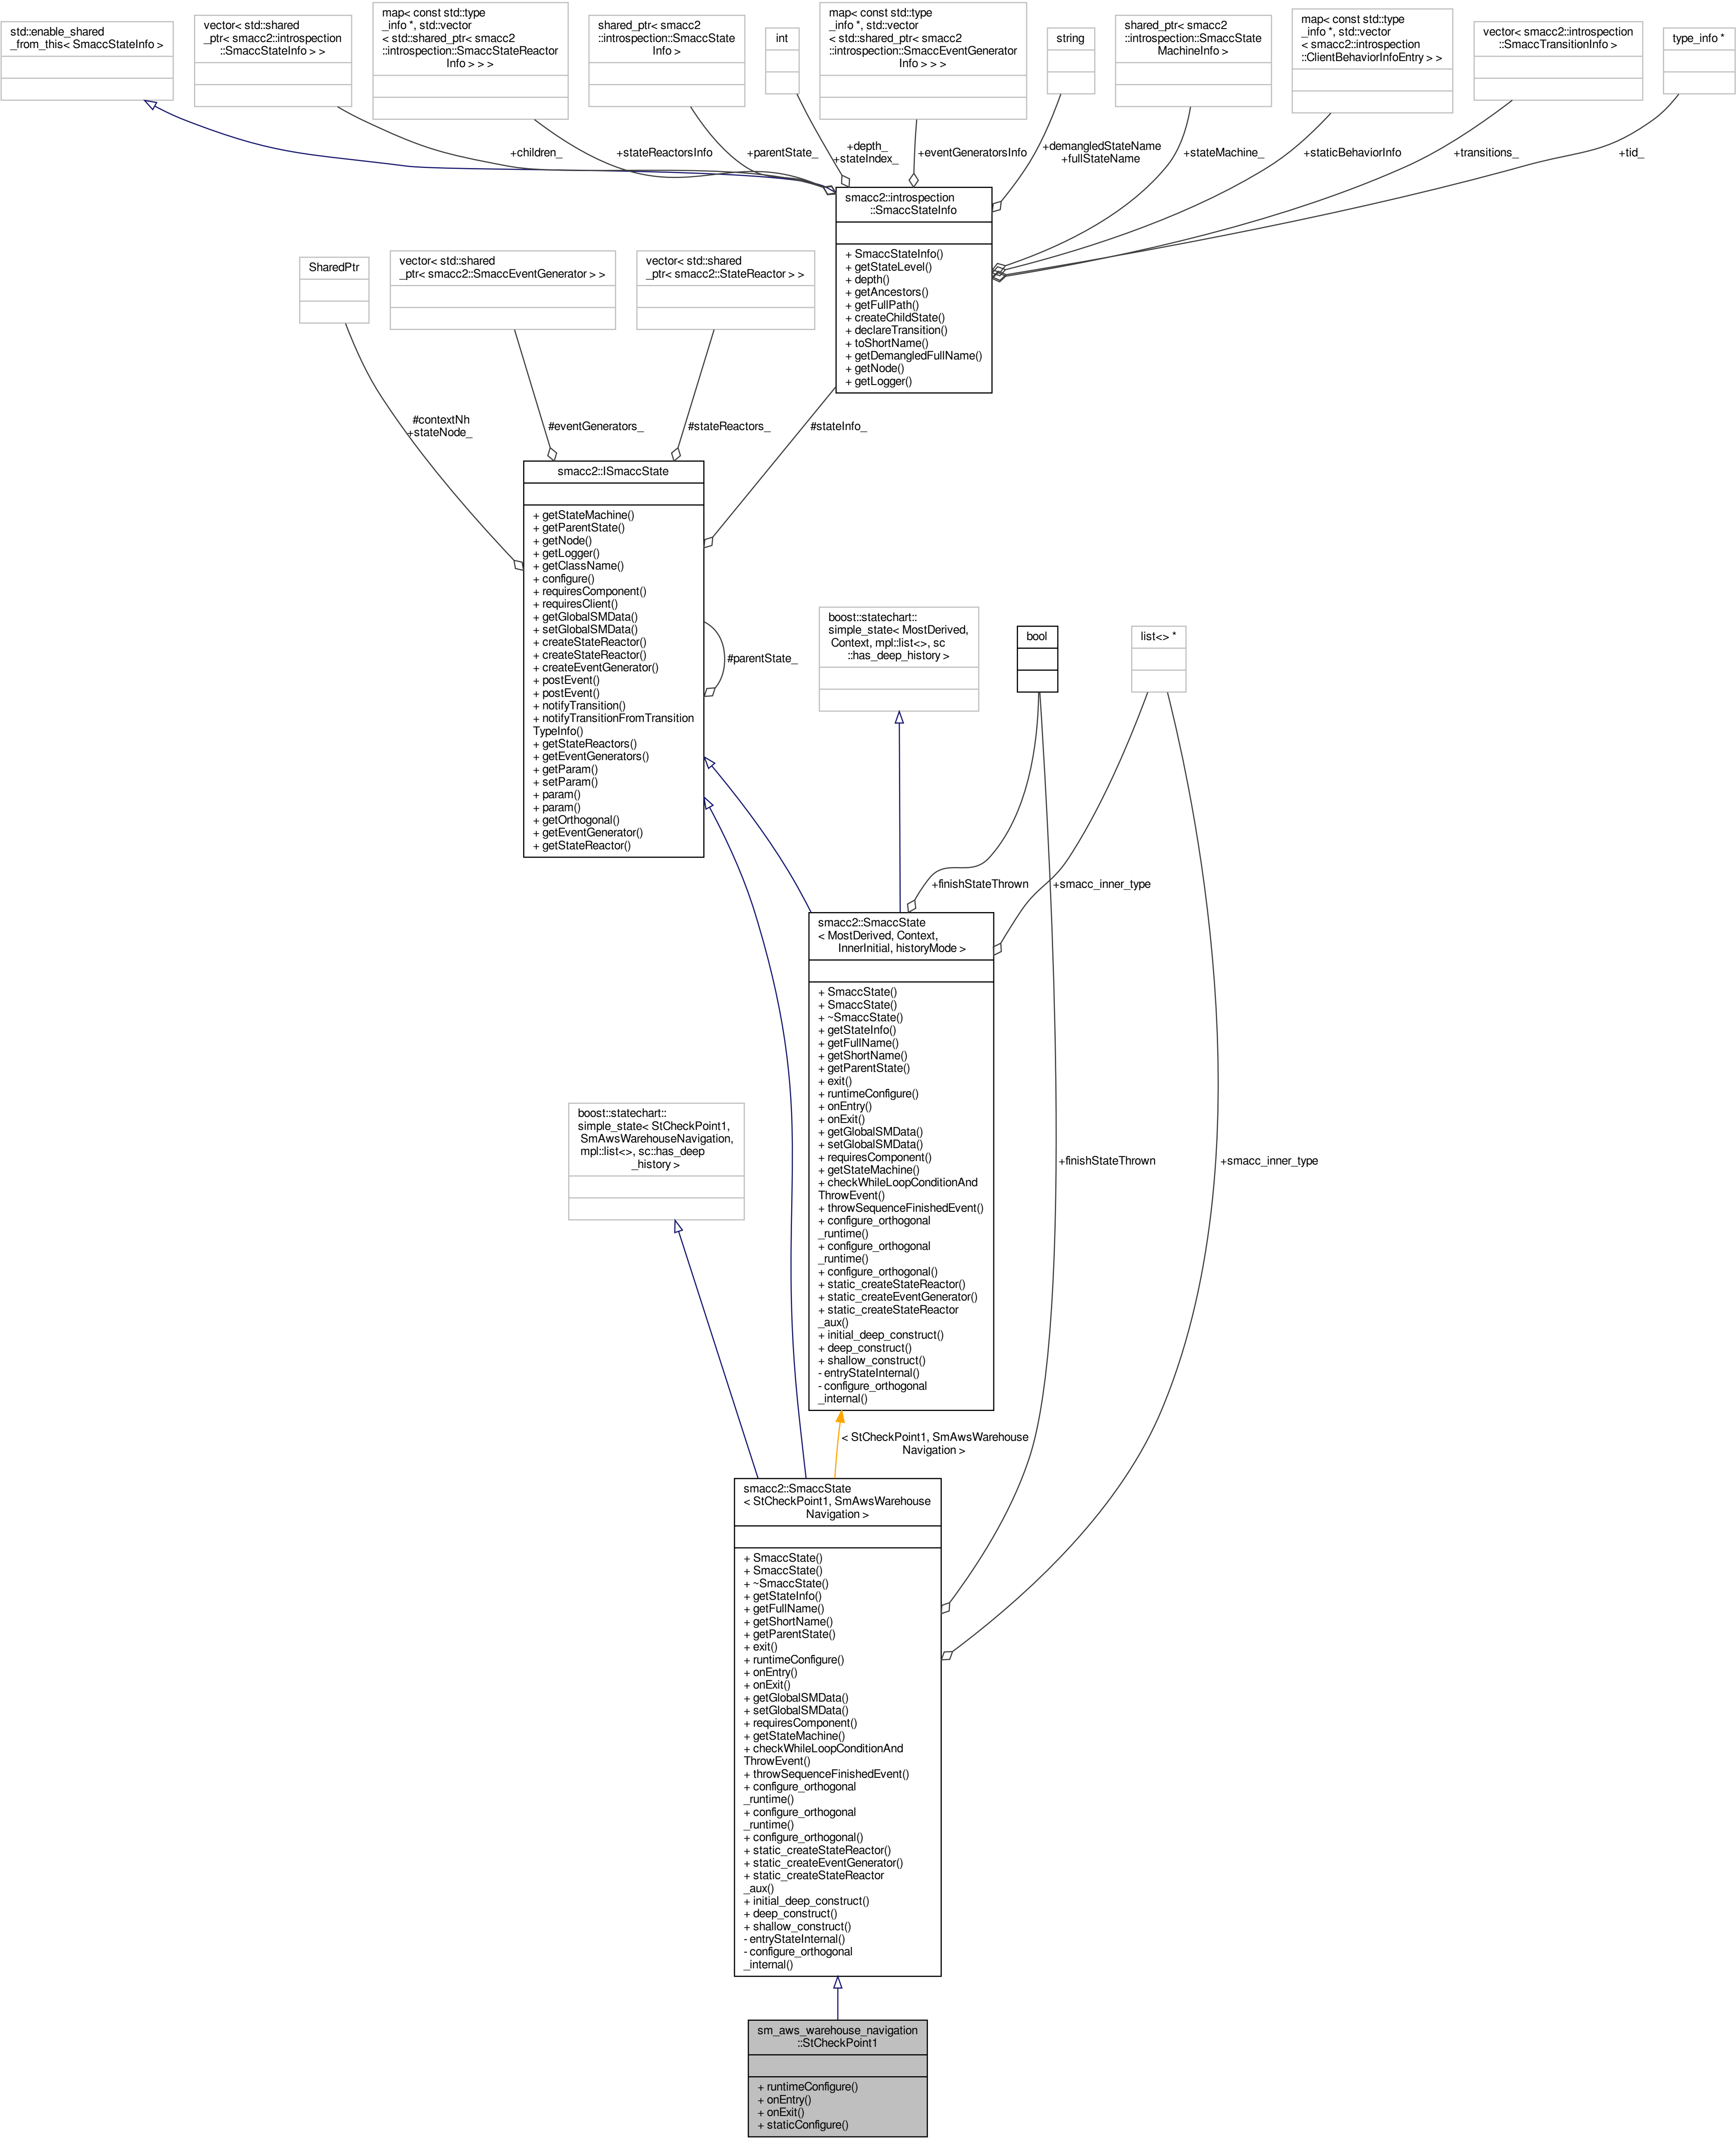 std::enable_shared
_from_this< SmaccStateInfo >
vector< std::shared
_ptr< smacc2::introspection
::SmaccStateInfo > >
map< const std::type
_info *, std::vector
< std::shared_ptr< smacc2
::introspection::SmaccStateReactor
Info > > >
shared_ptr< smacc2
::introspection::SmaccState
Info >
int
map< const std::type
_info *, std::vector
< std::shared_ptr< smacc2
::introspection::SmaccEventGenerator
Info > > >
string
shared_ptr< smacc2
::introspection::SmaccState
MachineInfo >
map< const std::type
_info *, std::vector
< smacc2::introspection
::ClientBehaviorInfoEntry > >
vector< smacc2::introspection
::SmaccTransitionInfo >
type_info *
+children_
+stateReactorsInfo
+parentState_
+depth_
+stateIndex_
+eventGeneratorsInfo
+demangledStateName
+fullStateName
+stateMachine_
+staticBehaviorInfo
+transitions_
+tid_
smacc2::introspection
::SmaccStateInfo
+ SmaccStateInfo()
+ getStateLevel()
+ depth()
+ getAncestors()
+ getFullPath()
+ createChildState()
+ declareTransition()
+ toShortName()
+ getDemangledFullName()
+ getNode()
+ getLogger()
SharedPtr
vector< std::shared
_ptr< smacc2::SmaccEventGenerator > >
vector< std::shared
_ptr< smacc2::StateReactor > >
#contextNh
+stateNode_
#eventGenerators_
#stateReactors_
#stateInfo_
smacc2::ISmaccState
+ getStateMachine()
+ getParentState()
+ getNode()
+ getLogger()
+ getClassName()
+ configure()
+ requiresComponent()
+ requiresClient()
+ getGlobalSMData()
+ setGlobalSMData()
+ createStateReactor()
+ createStateReactor()
+ createEventGenerator()
+ postEvent()
+ postEvent()
+ notifyTransition()
+ notifyTransitionFromTransition
TypeInfo()
+ getStateReactors()
+ getEventGenerators()
+ getParam()
+ setParam()
+ param()
+ param()
+ getOrthogonal()
+ getEventGenerator()
+ getStateReactor()
#parentState_
boost::statechart::
simple_state< MostDerived,
Context, mpl::list<>, sc
::has_deep_history >
bool
list<> *
+finishStateThrown
+smacc_inner_type
smacc2::SmaccState
< MostDerived, Context,
InnerInitial, historyMode >
+ SmaccState()
+ SmaccState()
+ ~SmaccState()
+ getStateInfo()
+ getFullName()
+ getShortName()
+ getParentState()
+ exit()
+ runtimeConfigure()
+ onEntry()
+ onExit()
+ getGlobalSMData()
+ setGlobalSMData()
+ requiresComponent()
+ getStateMachine()
+ checkWhileLoopConditionAnd
ThrowEvent()
+ throwSequenceFinishedEvent()
+ configure_orthogonal
_runtime()
+ configure_orthogonal
_runtime()
+ configure_orthogonal()
+ static_createStateReactor()
+ static_createEventGenerator()
+ static_createStateReactor
_aux()
+ initial_deep_construct()
+ deep_construct()
+ shallow_construct()
- entryStateInternal()
- configure_orthogonal
_internal()
boost::statechart::
simple_state< StCheckPoint1,
SmAwsWarehouseNavigation,
mpl::list<>, sc::has_deep
_history >
+finishStateThrown
+smacc_inner_type
< StCheckPoint1, SmAwsWarehouse
Navigation >
smacc2::SmaccState
< StCheckPoint1, SmAwsWarehouse
Navigation >
+ SmaccState()
+ SmaccState()
+ ~SmaccState()
+ getStateInfo()
+ getFullName()
+ getShortName()
+ getParentState()
+ exit()
+ runtimeConfigure()
+ onEntry()
+ onExit()
+ getGlobalSMData()
+ setGlobalSMData()
+ requiresComponent()
+ getStateMachine()
+ checkWhileLoopConditionAnd
ThrowEvent()
+ throwSequenceFinishedEvent()
+ configure_orthogonal
_runtime()
+ configure_orthogonal
_runtime()
+ configure_orthogonal()
+ static_createStateReactor()
+ static_createEventGenerator()
+ static_createStateReactor
_aux()
+ initial_deep_construct()
+ deep_construct()
+ shallow_construct()
- entryStateInternal()
- configure_orthogonal
_internal()
sm_aws_warehouse_navigation
::StCheckPoint1
+ runtimeConfigure()
+ onEntry()
+ onExit()
+ staticConfigure()